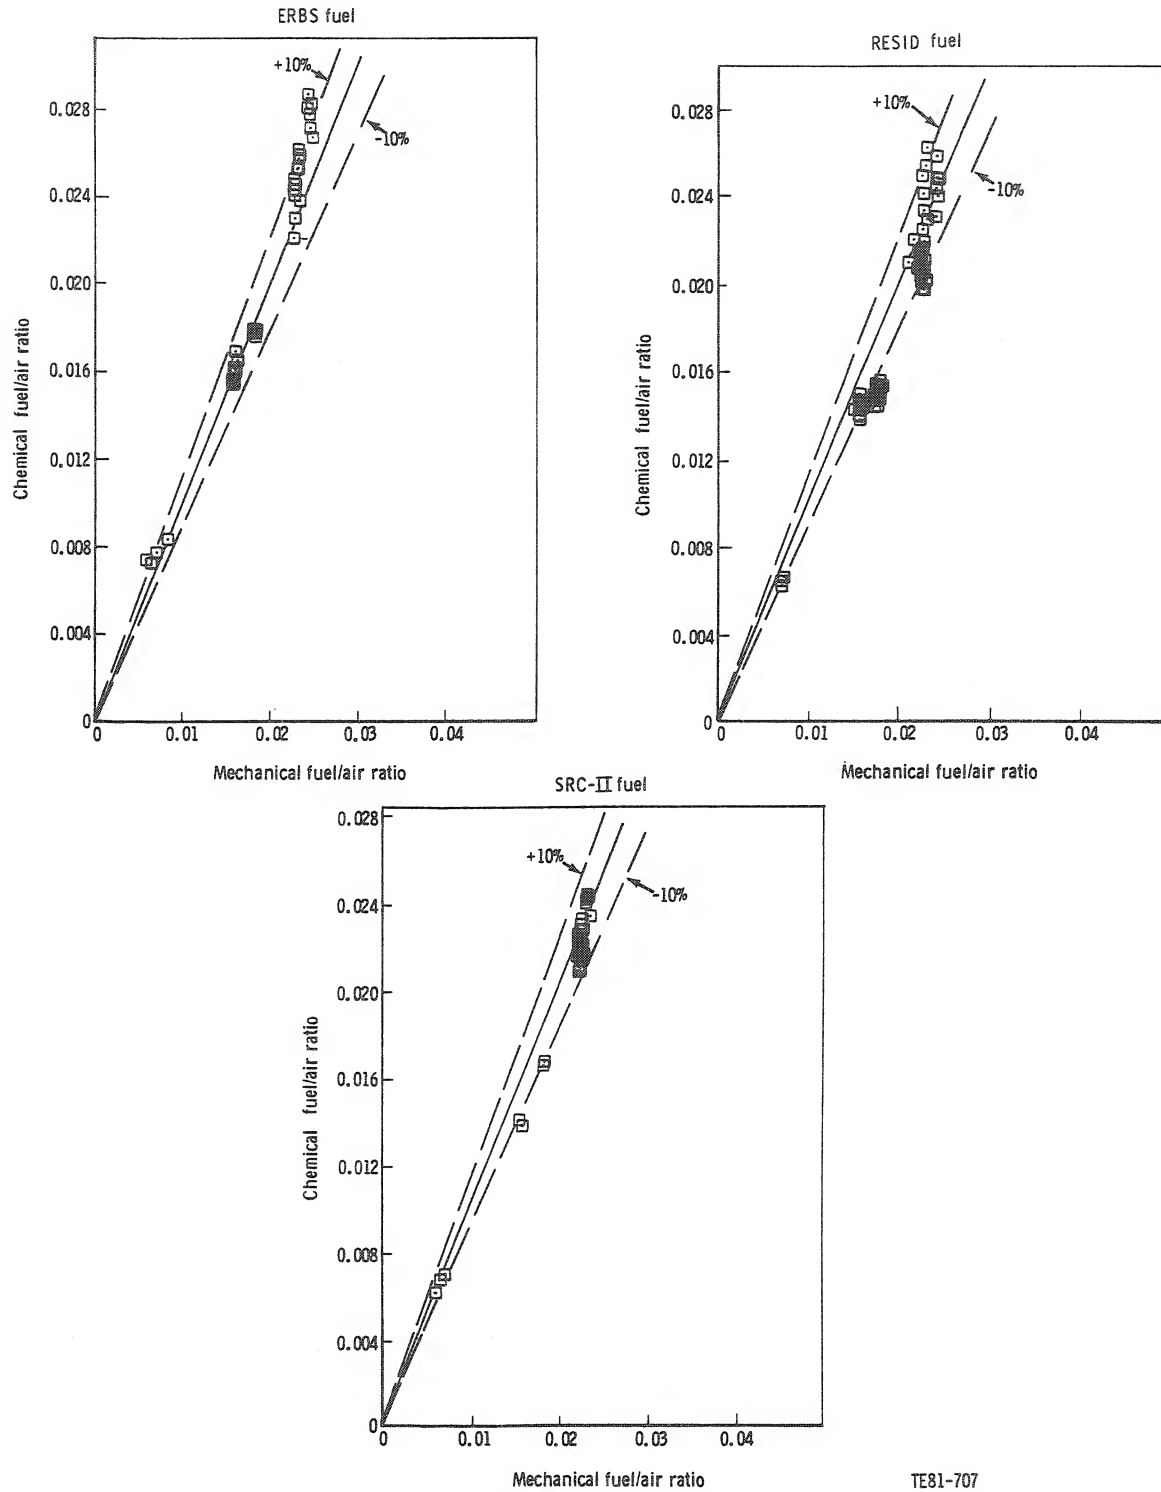 ERBS fuel
+10%
-10%
0.028
0.024
0.020
0.016
0.012
0.008
0.004
0
0 0.01 0.02 0.03 0.04
Chemical fuel/air ratio
Mechanical fuel/air ratio
RESID fuel
+10%
-10%
0.028
0.024
0.020
0.016
0.012
0.008
0.004
0
0 0.01 0.02 0.03 0.04
Chemical fuel/air ratio
Mechanical fuel/air ratio
SRC-II fuel
+10%
-10%
0.028
0.024
0.020
0.016
0.012
0.008
0.004
0
0 0.01 0.02 0.03 0.04
Chemical fuel/air ratio
Mechanical fuel/air ratio
TE81-707